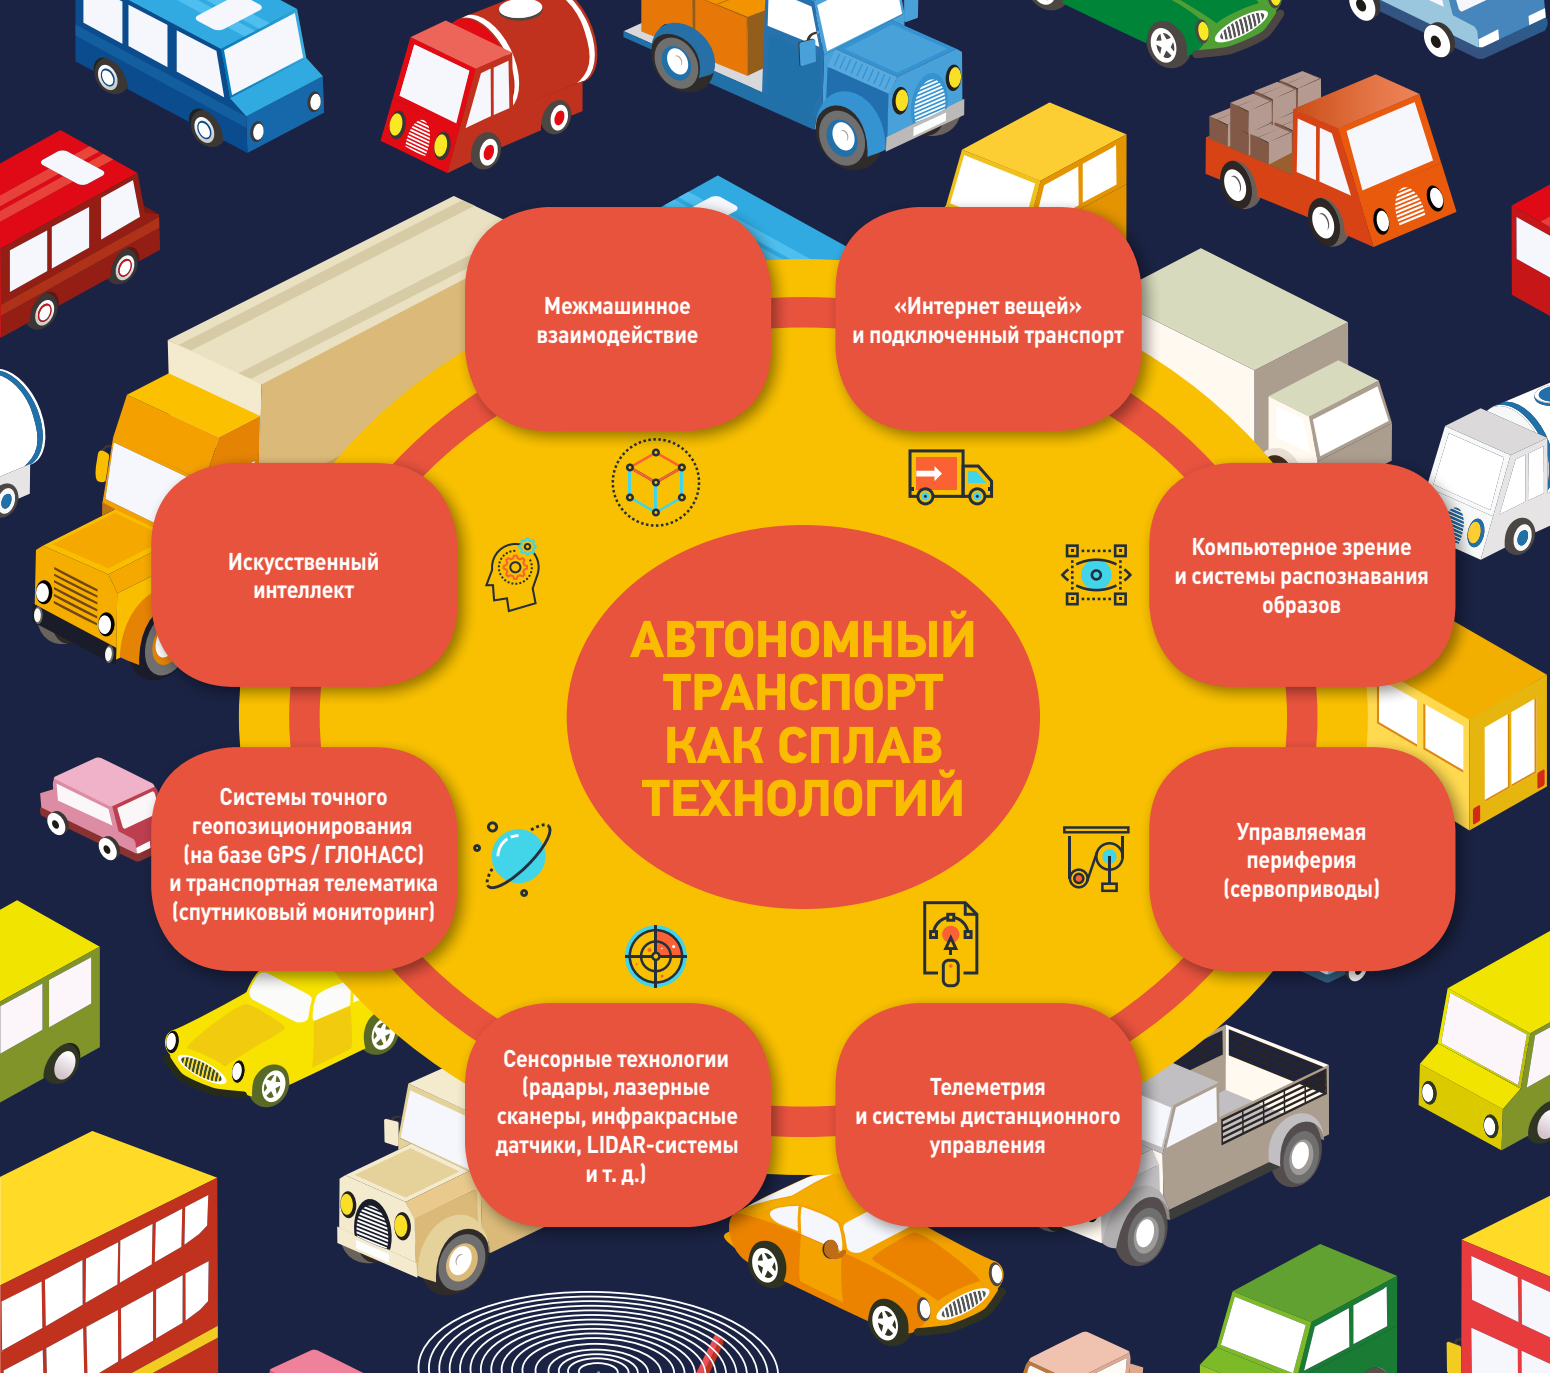 Межмашинное
взаимодействие
«Интернет вещей»
и подключенный транспорт
Искусственный
интеллект
Компьютерное зрение
и системы распознавания
образов
АВТОНОМНЫЙ
ТРАНСПОРТ
КАК СПЛАВ
ТЕХНОЛОГИЙ
Системы точного
геопозиционирования
(на базе GPS / ГЛОНАСС)
и транспортная телематика
(спутниковый мониторинг)
Управляемая
периферия
(сервоприводы)
Сенсорные технологии
(радары, лазерные
сканеры, инфракрасные
датчики, LIDAR-системы
и т. д.)
Телеметрия
и системы дистанционного
управления